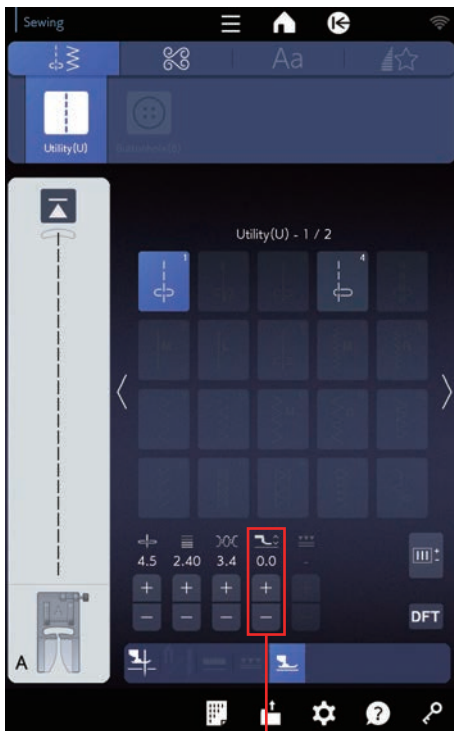 Sewing
Aa
Utility(U)
Utility(U) - 1 / 2
1
4
4.5 2.40 3.4 0.0 -
+ + + +
- - - -
DFT
A
A
?